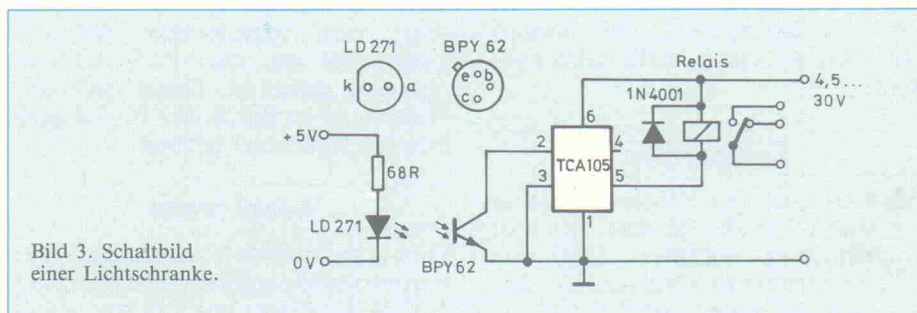 LD 271
BPY 62
k
a
e
b
c
Relais
1N4001
4,5...
30 V
+5V
68R
LD 271
0V
BPY62
2
3
6
4
5
1
TCA105
Bild 3. Schaltbild
einer Lichtschranke.